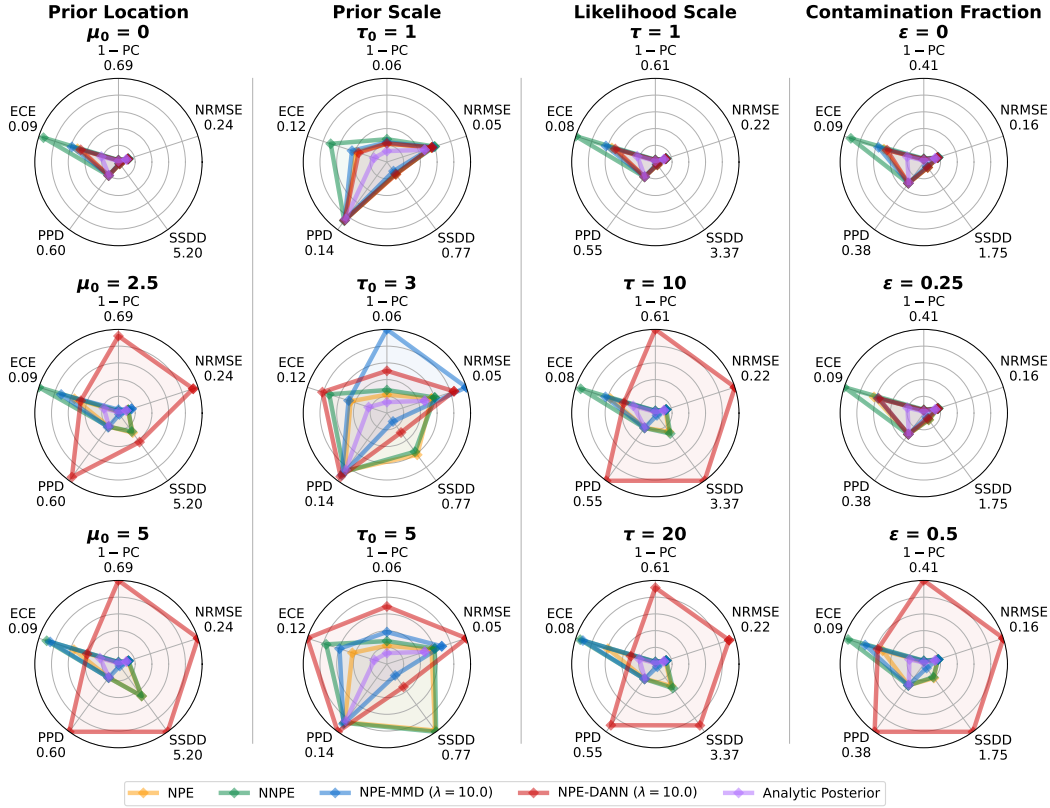 Prior Location
Prior Scale
Likelihood Scale
Contamination Fraction
μ₀ = 0
1 − PC
0.69
ECE
0.09
NRMSE
0.24
PPD
0.60
SSDD
5.20
τ₀ = 1
1 − PC
0.06
ECE
0.12
NRMSE
0.05
PPD
0.14
SSDD
0.77
τ = 1
1 − PC
0.61
ECE
0.08
NRMSE
0.22
PPD
0.55
SSDD
3.37
ε = 0
1 − PC
0.41
ECE
0.09
NRMSE
0.16
PPD
0.38
SSDD
1.75
μ₀ = 2.5
1 − PC
0.69
ECE
0.09
NRMSE
0.24
PPD
0.60
SSDD
5.20
τ₀ = 3
1 − PC
0.06
ECE
0.12
NRMSE
0.05
PPD
0.14
SSDD
0.77
τ = 10
1 − PC
0.61
ECE
0.08
NRMSE
0.22
PPD
0.55
SSDD
3.37
ε = 0.25
1 − PC
0.41
ECE
0.09
NRMSE
0.16
PPD
0.38
SSDD
1.75
μ₀ = 5
1 − PC
0.69
ECE
0.09
NRMSE
0.24
PPD
0.60
SSDD
5.20
τ₀ = 5
1 − PC
0.06
ECE
0.12
NRMSE
0.05
PPD
0.14
SSDD
0.77
τ = 20
1 − PC
0.61
ECE
0.08
NRMSE
0.22
PPD
0.55
SSDD
3.37
ε = 0.5
1 − PC
0.41
ECE
0.09
NRMSE
0.16
PPD
0.38
SSDD
1.75
NPE NNPE NPE-MMD (λ = 10.0) NPE-DANN (λ = 10.0) Analytic Posterior